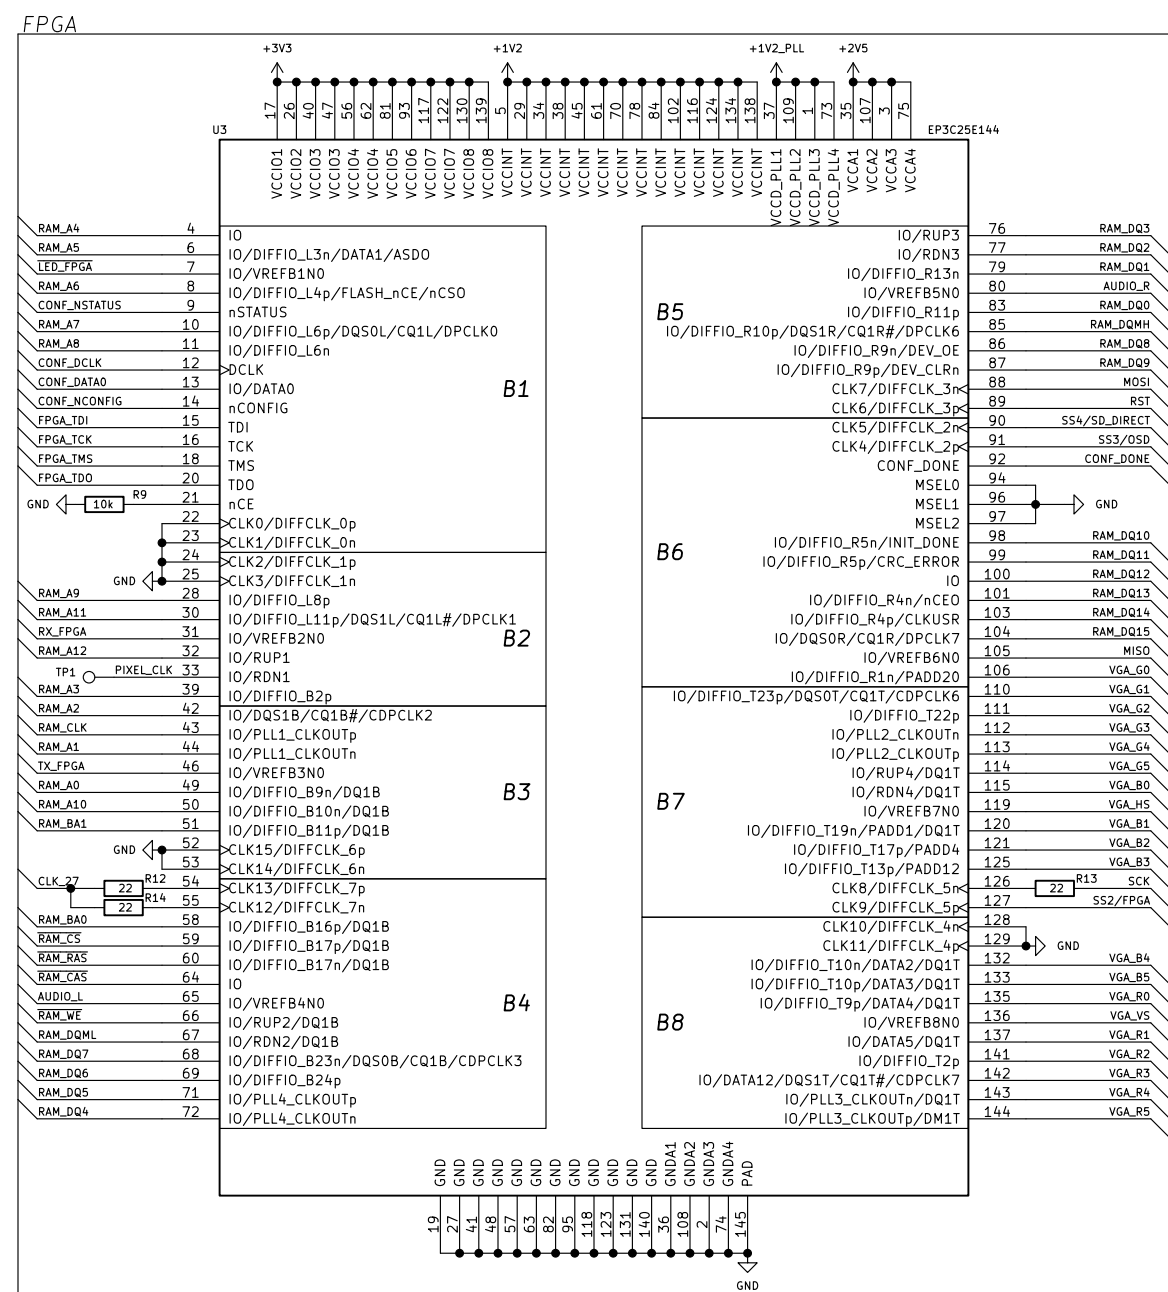 FPGA
+3V3 +1V2 +1V2_PLL +2V5
17 26 40 47 56 62 81 93 117 122 130 139 5 29 34 38 45 61 70 78 84 102 116 124 134 138 37 109 1 73 35 107 3 75
U3 EP3C25E144
VCCIO1 VCCIO2 VCCIO3 VCCIO3 VCCIO4 VCCIO4 VCCIO5 VCCIO6 VCCIO7 VCCIO7 VCCIO8 VCCIO8 VCCINT VCCINT VCCINT VCCINT VCCINT VCCINT VCCINT VCCINT VCCINT VCCINT VCCINT VCCINT VCCINT VCCINT VCCD_PLL1 VCCD_PLL2 VCCD_PLL3 VCCD_PLL4 VCCA1 VCCA2 VCCA3 VCCA4
RAM_A4 4 IO
RAM_A5 6 IO/DIFFIO_L3n/DATA1/ASDO
LED_FPGA 7 IO/VREFB1N0
RAM_A6 8 IO/DIFFIO_L4p/FLASH_nCE/nCSO
CONF_NSTATUS 9 nSTATUS
RAM_A7 10 IO/DIFFIO_L6p/DQS0L/CQ1L/DPCLK0
RAM_A8 11 IO/DIFFIO_L6n
CONF_DCLK 12 DCLK
CONF_DATA0 13 IO/DATA0
B1
CONF_NCONFIG 14 nCONFIG
FPGA_TDI 15 TDI
FPGA_TCK 16 TCK
FPGA_TMS 18 TMS
FPGA_TDO 20 TDO
GND 10k R9 21 nCE
22 CLK0/DIFFCLK_0p
23 CLK1/DIFFCLK_0n
24 CLK2/DIFFCLK_1p
GND 25 CLK3/DIFFCLK_1n
RAM_A9 28 IO/DIFFIO_L8p
RAM_A11 30 IO/DIFFIO_L11p/DQS1L/CQ1L#/DPCLK1
RX_FPGA 31 IO/VREFB2N0
B2
RAM_A12 32 IO/RUP1
TP1 PIXEL_CLK 33 IO/RDN1
RAM_A3 39 IO/DIFFIO_B2p
RAM_A2 42 IO/DQS1B/CQ1B#/CDPCLK2
RAM_CLK 43 IO/PLL1_CLKOUTp
RAM_A1 44 IO/PLL1_CLKOUTn
TX_FPGA 46 IO/VREFB3N0
RAM_A0 49 IO/DIFFIO_B9n/DQ1B
B3
RAM_A10 50 IO/DIFFIO_B10n/DQ1B
RAM_BA1 51 IO/DIFFIO_B11p/DQ1B
GND 52 CLK15/DIFFCLK_6p
53 CLK14/DIFFCLK_6n
CLK_27 22 R12 54 CLK13/DIFFCLK_7p
22 R14 55 CLK12/DIFFCLK_7n
RAM_BA0 58 IO/DIFFIO_B16p/DQ1B
RAM_CS 59 IO/DIFFIO_B17p/DQ1B
RAM_RAS 60 IO/DIFFIO_B17n/DQ1B
RAM_CAS 64 IO
AUDIO_L 65 IO/VREFB4N0
B4
RAM_WE 66 IO/RUP2/DQ1B
RAM_DQML 67 IO/RDN2/DQ1B
RAM_DQ7 68 IO/DIFFIO_B23n/DQS0B/CQ1B/CDPCLK3
RAM_DQ6 69 IO/DIFFIO_B24p
RAM_DQ5 71 IO/PLL4_CLKOUTp
RAM_DQ4 72 IO/PLL4_CLKOUTn
IO/RUP3 76 RAM_DQ3
IO/RDN3 77 RAM_DQ2
IO/DIFFIO_R13n 79 RAM_DQ1
IO/VREFB5N0 80 AUDIO_R
B5
IO/DIFFIO_R11p 83 RAM_DQ0
IO/DIFFIO_R10p/DQS1R/CQ1R#/DPCLK6 85 RAM_DQMH
IO/DIFFIO_R9n/DEV_OE 86 RAM_DQ8
IO/DIFFIO_R9p/DEV_CLRn 87 RAM_DQ9
CLK7/DIFFCLK_3n 88 MOSI
CLK6/DIFFCLK_3p 89 RST
CLK5/DIFFCLK_2n 90 SS4/SD_DIRECT
CLK4/DIFFCLK_2p 91 SS3/OSD
CONF_DONE 92 CONF_DONE
MSEL0 94
MSEL1 96 GND
MSEL2 97
IO/DIFFIO_R5n/INIT_DONE 98 RAM_DQ10
B6
IO/DIFFIO_R5p/CRC_ERROR 99 RAM_DQ11
IO 100 RAM_DQ12
IO/DIFFIO_R4n/nCEO 101 RAM_DQ13
IO/DIFFIO_R4p/CLKUSR 103 RAM_DQ14
IO/DQS0R/CQ1R/DPCLK7 104 RAM_DQ15
IO/VREFB6N0 105 MISO
IO/DIFFIO_R1n/PADD20 106 VGA_G0
IO/DIFFIO_T23p/DQS0T/CQ1T/CDPCLK6 110 VGA_G1
IO/DIFFIO_T22p 111 VGA_G2
IO/PLL2_CLKOUTn 112 VGA_G3
IO/PLL2_CLKOUTp 113 VGA_G4
IO/RUP4/DQ1T 114 VGA_G5
IO/RDN4/DQ1T 115 VGA_B0
B7
IO/VREFB7N0 119 VGA_HS
IO/DIFFIO_T19n/PADD1/DQ1T 120 VGA_B1
IO/DIFFIO_T17p/PADD4 121 VGA_B2
IO/DIFFIO_T13p/PADD12 125 VGA_B3
CLK8/DIFFCLK_5n 126 22 R13 SCK
CLK9/DIFFCLK_5p 127 SS2/FPGA
CLK10/DIFFCLK_4n 128
CLK11/DIFFCLK_4p 129 GND
IO/DIFFIO_T10n/DATA2/DQ1T 132 VGA_B4
IO/DIFFIO_T10p/DATA3/DQ1T 133 VGA_B5
IO/DIFFIO_T9p/DATA4/DQ1T 135 VGA_R0
B8
IO/VREFB8N0 136 VGA_VS
IO/DATA5/DQ1T 137 VGA_R1
IO/DIFFIO_T2p 141 VGA_R2
IO/DATA12/DQS1T/CQ1T#/CDPCLK7 142 VGA_R3
IO/PLL3_CLKOUTn/DQ1T 143 VGA_R4
IO/PLL3_CLKOUTp/DM1T 144 VGA_R5
GND GND GND GND GND GND GND GND GND GND GND GND GNDA1 GNDA2 GNDA3 GNDA4 PAD
19 27 41 48 57 63 82 95 118 123 131 140 36 108 2 74 145
GND